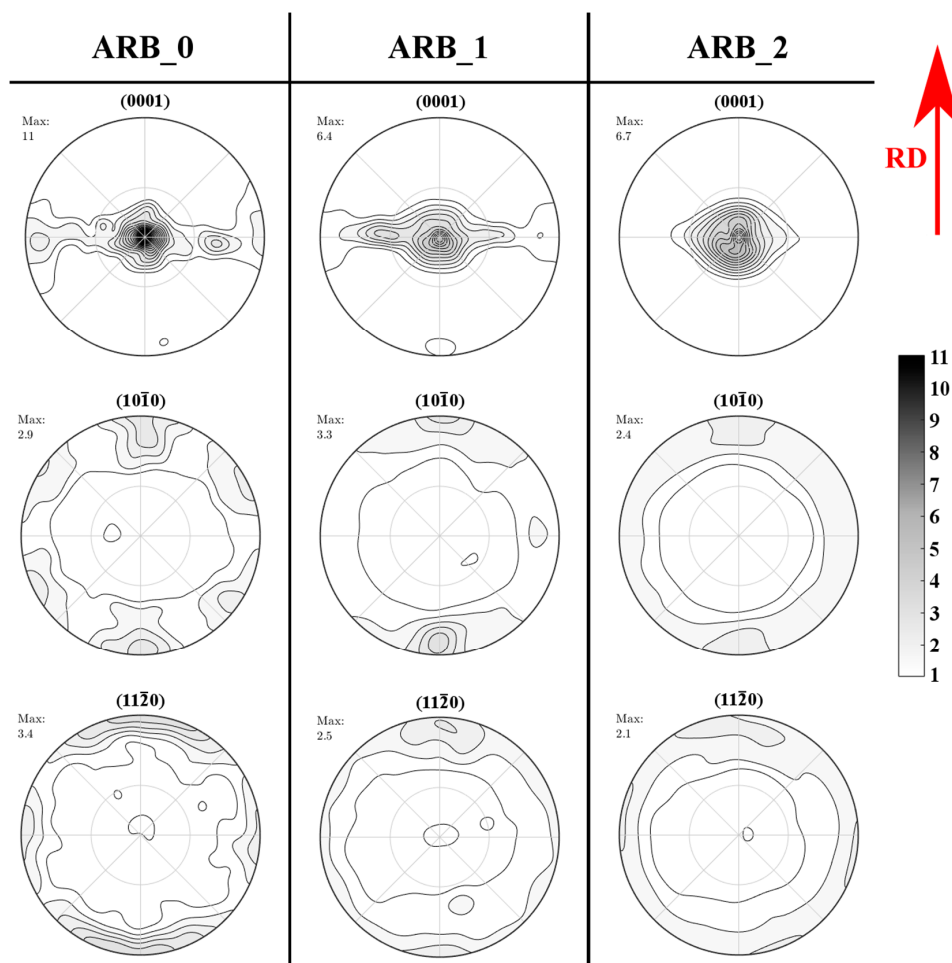 ARB_0 ARB_1 ARB_2
(0001) (0001) (0001)
Max: Max: Max:
11 6.4 6.7
RD
(101̄0) (101̄0) (101̄0)
Max: Max: Max:
2.9 3.3 2.4
11
10
9
8
7
6
5
4
3
2
1
(112̄0) (112̄0) (112̄0)
Max: Max: Max:
3.4 2.5 2.1